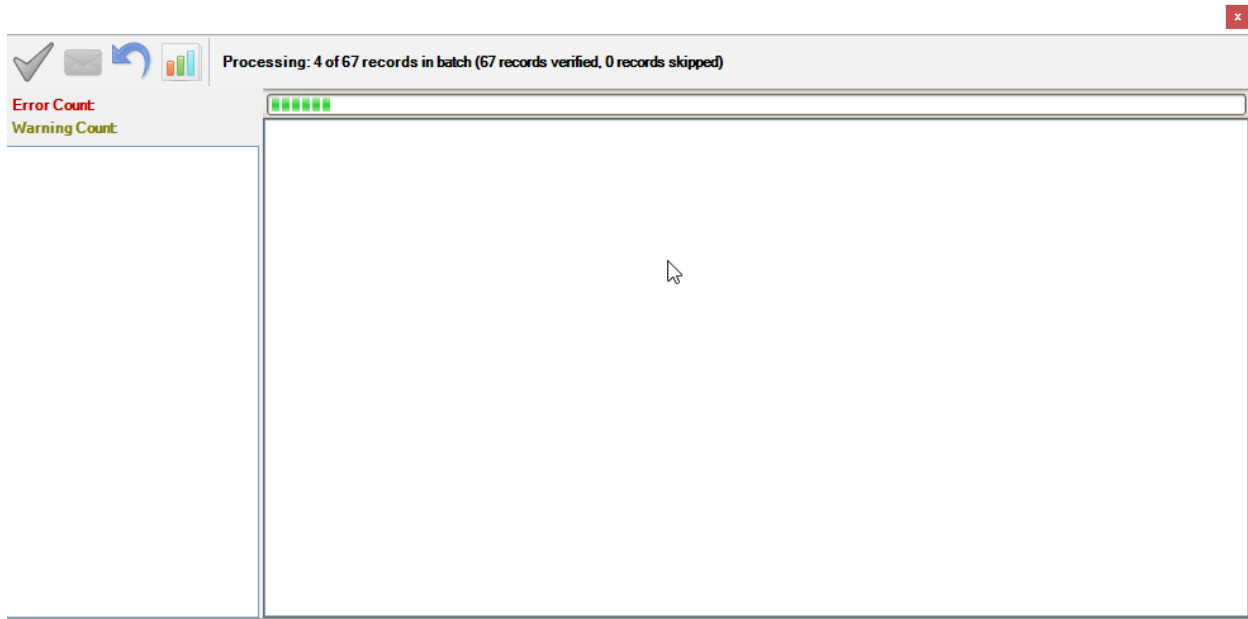 x
Processing: 4 of 67 records in batch (67 records verified, 0 records skipped)
Error Count:
Warning Count: